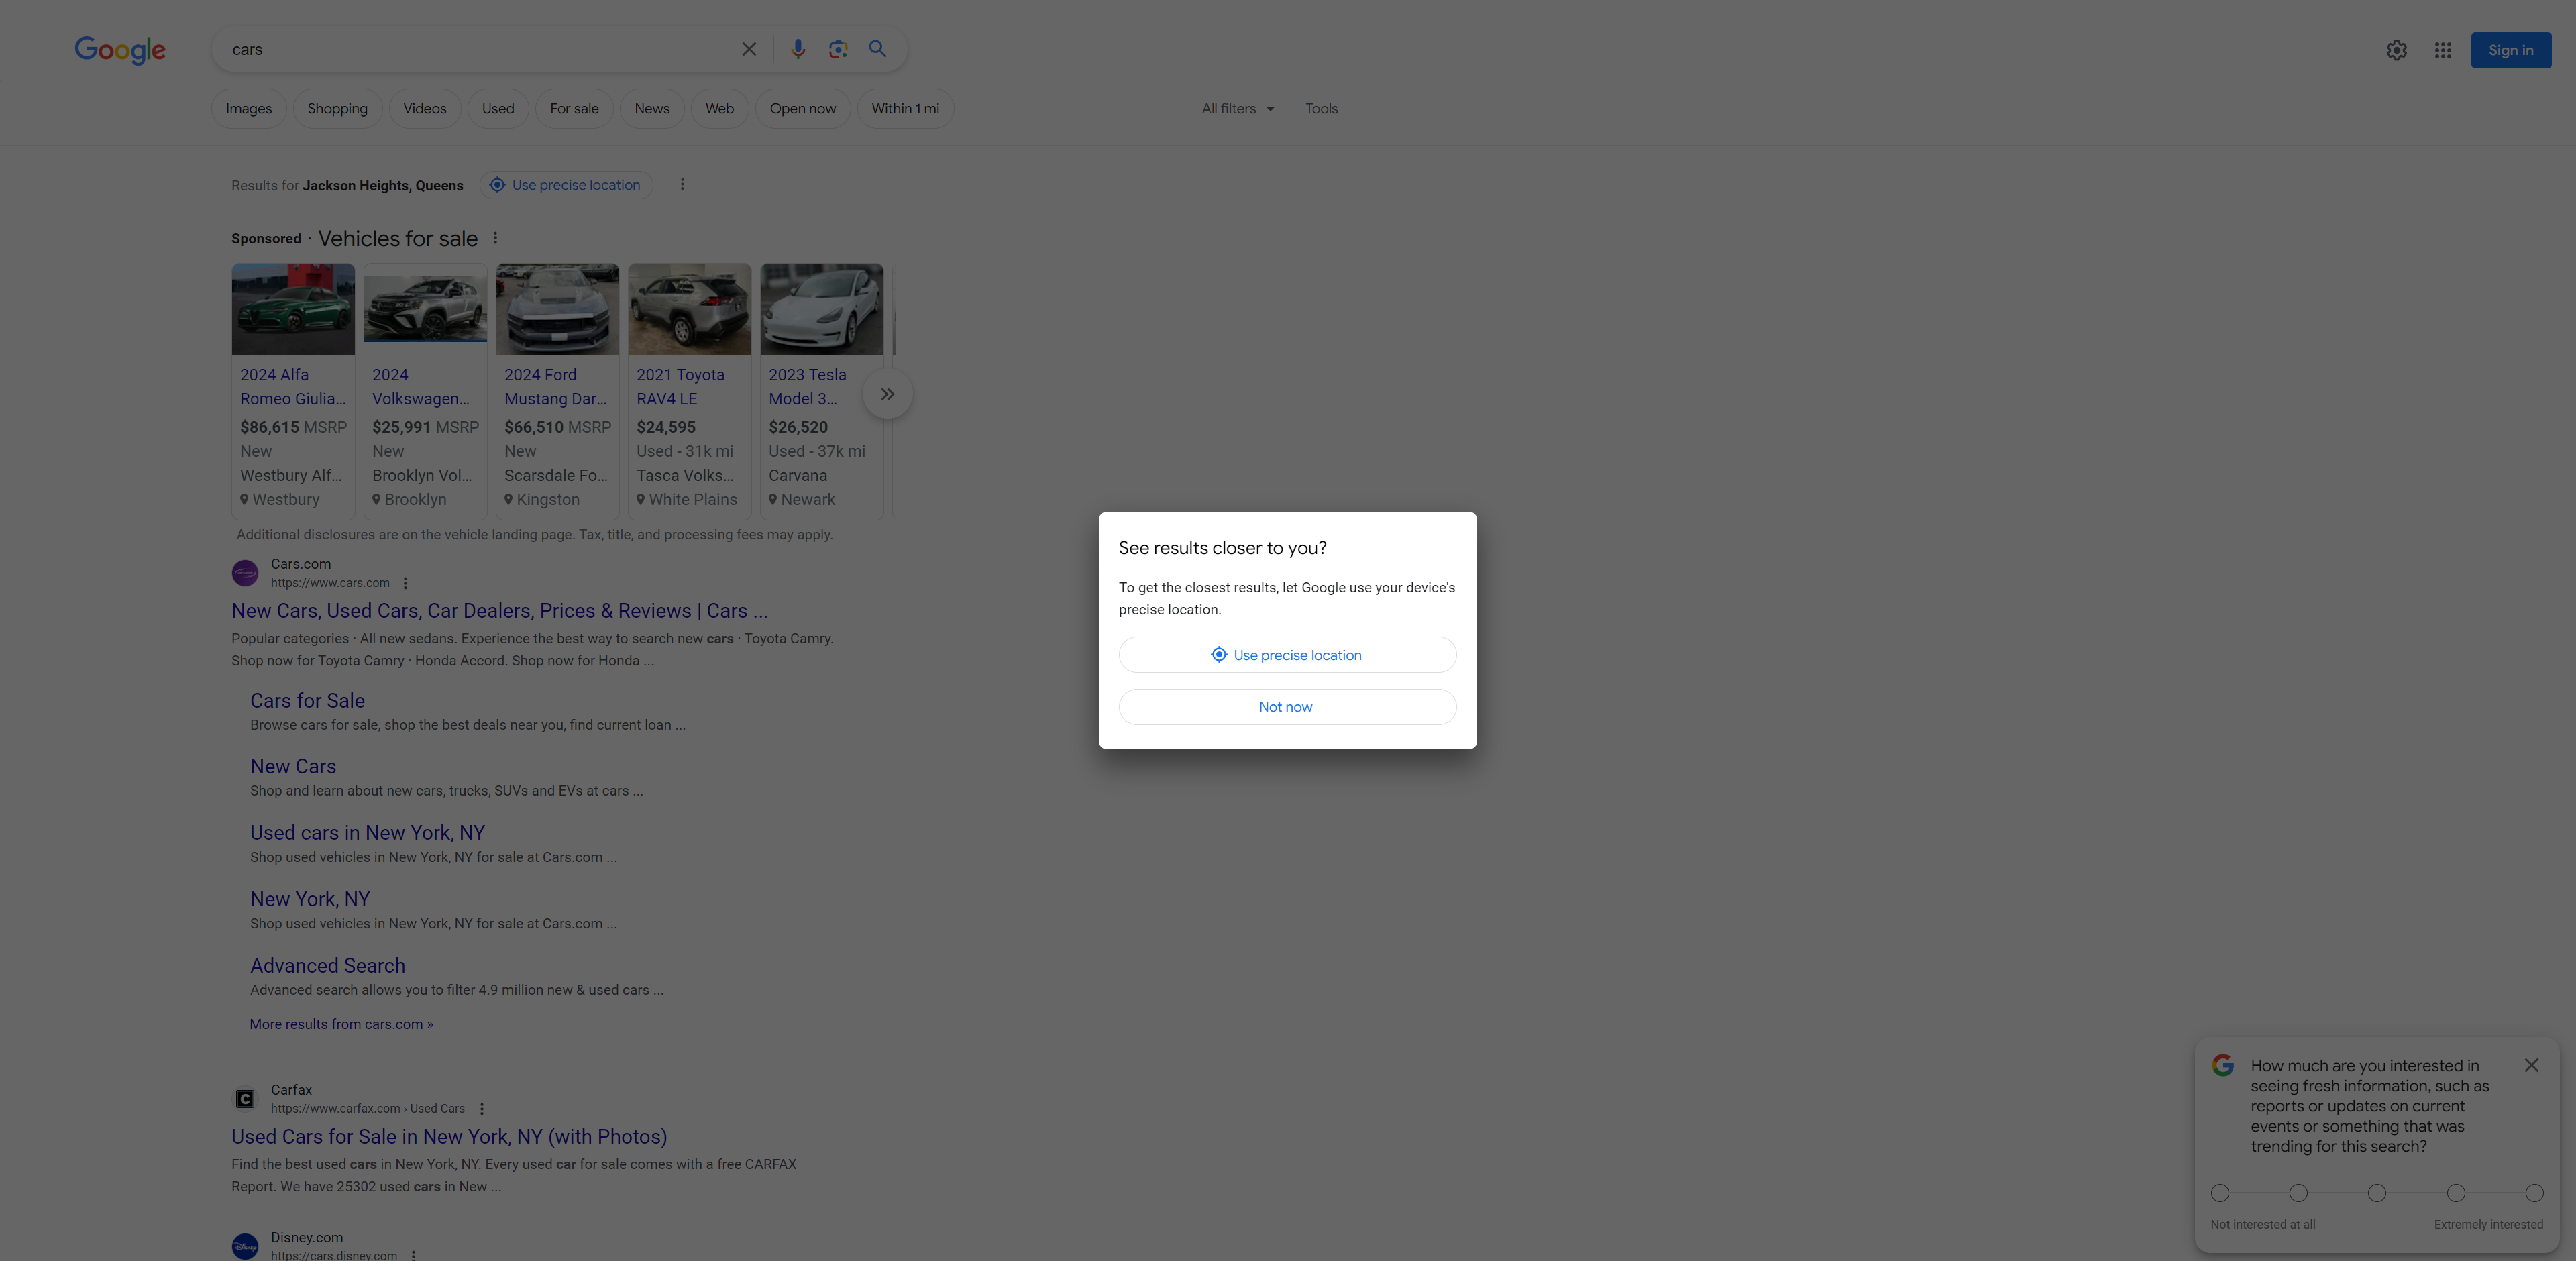 Google
cars
Sign in
Images
Shopping
Videos
Used
For sale
News
Web
Open now
Within 1 mi
All filters
Tools
Results for Jackson Heights, Queens
Use precise location
Sponsored · Vehicles for sale
2024 Alfa
Romeo Giulia...
$86,615 MSRP
New
Westbury Alf...
Westbury
2024
Volkswagen...
$25,991 MSRP
New
Brooklyn Vol...
Brooklyn
2024 Ford
Mustang Dar...
$66,510 MSRP
New
Scarsdale Fo...
Kingston
2021 Toyota
RAV4 LE
$24,595
Used - 31k mi
Tasca Volks...
White Plains
2023 Tesla
Model 3...
$26,520
Used - 37k mi
Carvana
Newark
Additional disclosures are on the vehicle landing page. Tax, title, and processing fees may apply.
Cars.com
https://www.cars.com
New Cars, Used Cars, Car Dealers, Prices & Reviews | Cars ...
Popular categories · All new sedans. Experience the best way to search new cars · Toyota Camry.
Shop now for Toyota Camry · Honda Accord. Shop now for Honda ...
Cars for Sale
Browse cars for sale, shop the best deals near you, find current loan ...
New Cars
Shop and learn about new cars, trucks, SUVs and EVs at cars ...
Used cars in New York, NY
Shop used vehicles in New York, NY for sale at Cars.com ...
New York, NY
Shop used vehicles in New York, NY for sale at Cars.com ...
Advanced Search
Advanced search allows you to filter 4.9 million new & used cars ...
More results from cars.com »
Carfax
https://www.carfax.com › Used Cars
Used Cars for Sale in New York, NY (with Photos)
Find the best used cars in New York, NY. Every used car for sale comes with a free CARFAX
Report. We have 25302 used cars in New ...
Disney.com
https://cars.disney.com
See results closer to you?
To get the closest results, let Google use your device's
precise location.
Use precise location
Not now
How much are you interested in
seeing fresh information, such as
reports or updates on current
events or something that was
trending for this search?
Not interested at all
Extremely interested